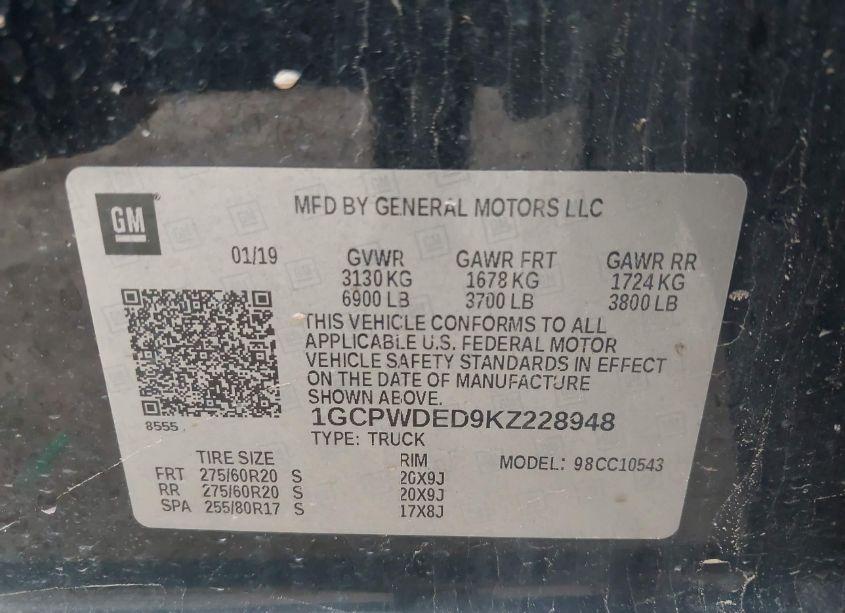 GM
MFD BY GENERAL MOTORS LLC
01/19 GVWR GAWR FRT GAWR RR
3130 KG 1678 KG 1724 KG
6900 LB 3700 LB 3800 LB
THIS VEHICLE CONFORMS TO ALL
APPLICABLE U.S. FEDERAL MOTOR
VEHICLE SAFETY STANDARDS IN EFFECT
ON THE DATE OF MANUFACTURE
SHOWN ABOVE.
8555 1GCPWDED9KZ228948
TYPE: TRUCK
TIRE SIZE RIM MODEL: 98CC10543
FRT 275/60R20 S 20X9J
RR 275/60R20 S 20X9J
SPA 255/80R17 S 17X8J